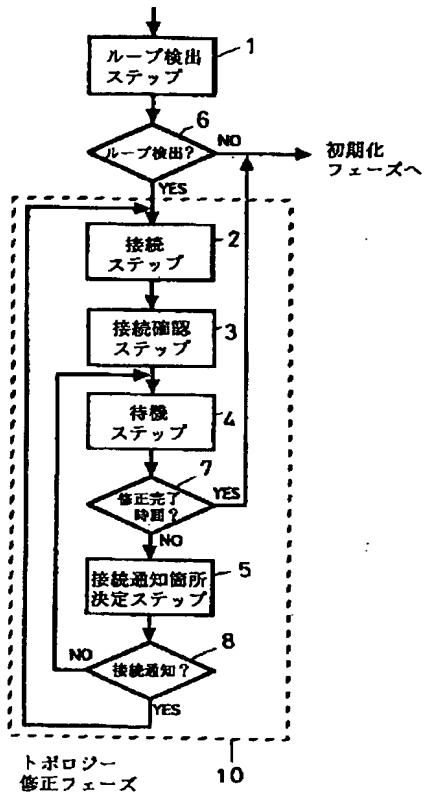 ループ検出
ステップ
1
6
ループ検出?
NO
初期化
フェーズへ
YES
接続
ステップ
2
接続確認
ステップ
3
待機
ステップ
4
7
修正完了
時間?
YES
NO
5
接続通知箇所
決定ステップ
8
接続通知?
NO
YES
トポロジー
修正フェーズ
10